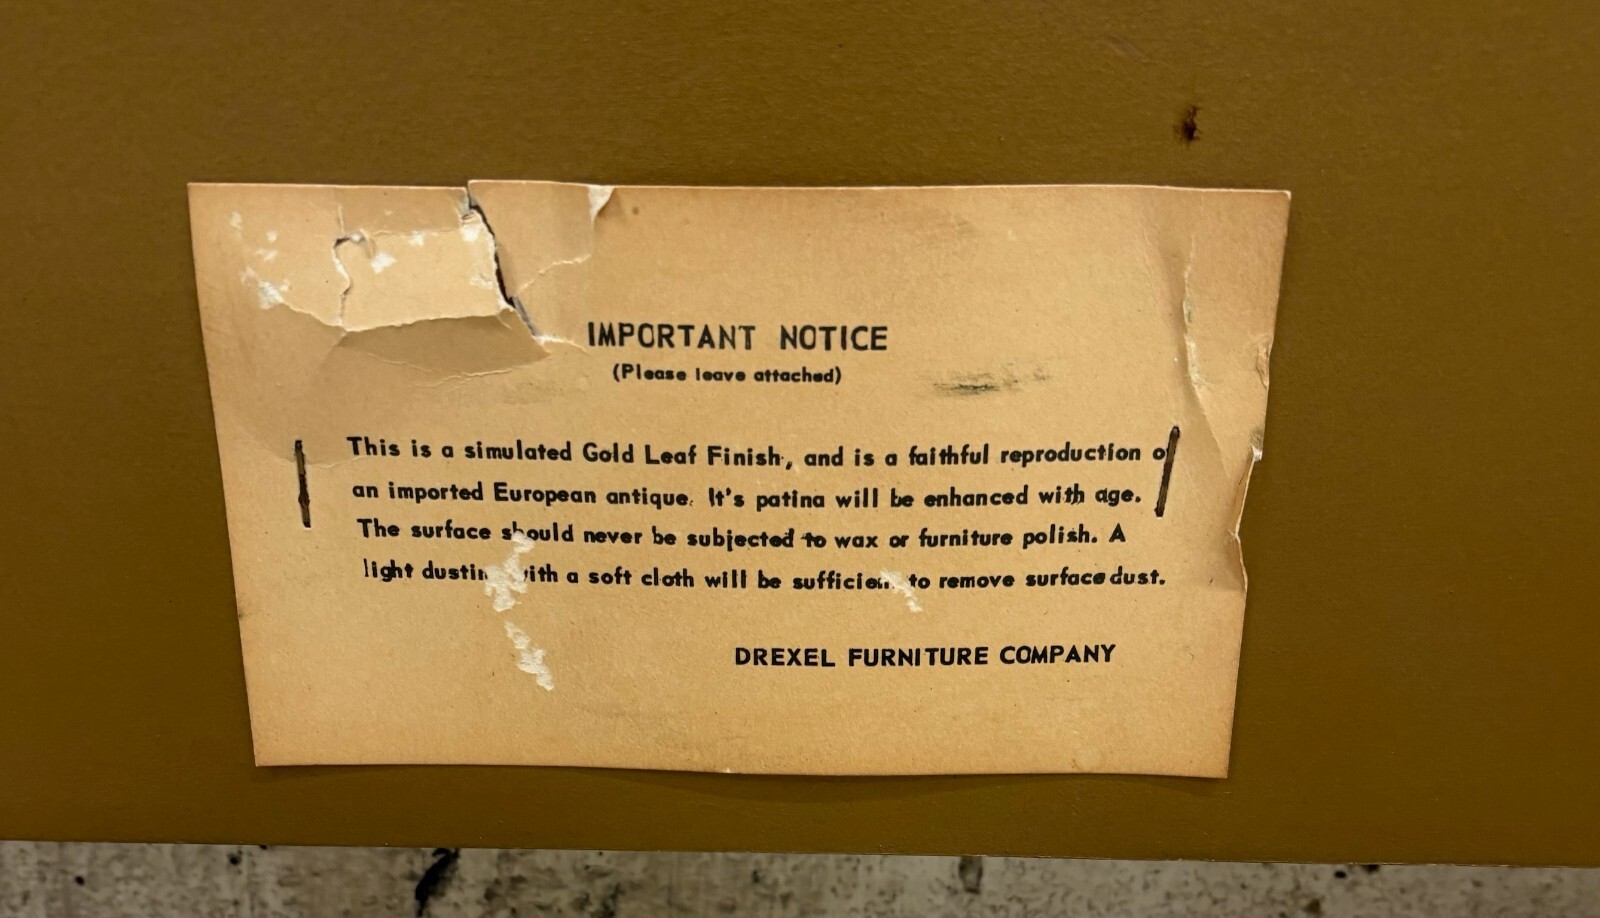 IMPORTANT NOTICE
(Please leave attached)
This is a simulated Gold Leaf Finish, and is a faithful reproduction of
an imported European antique. It's patina will be enhanced with age.
The surface should never be subjected to wax or furniture polish. A
light dusting with a soft cloth will be sufficient to remove surface dust.
DREXEL FURNITURE COMPANY